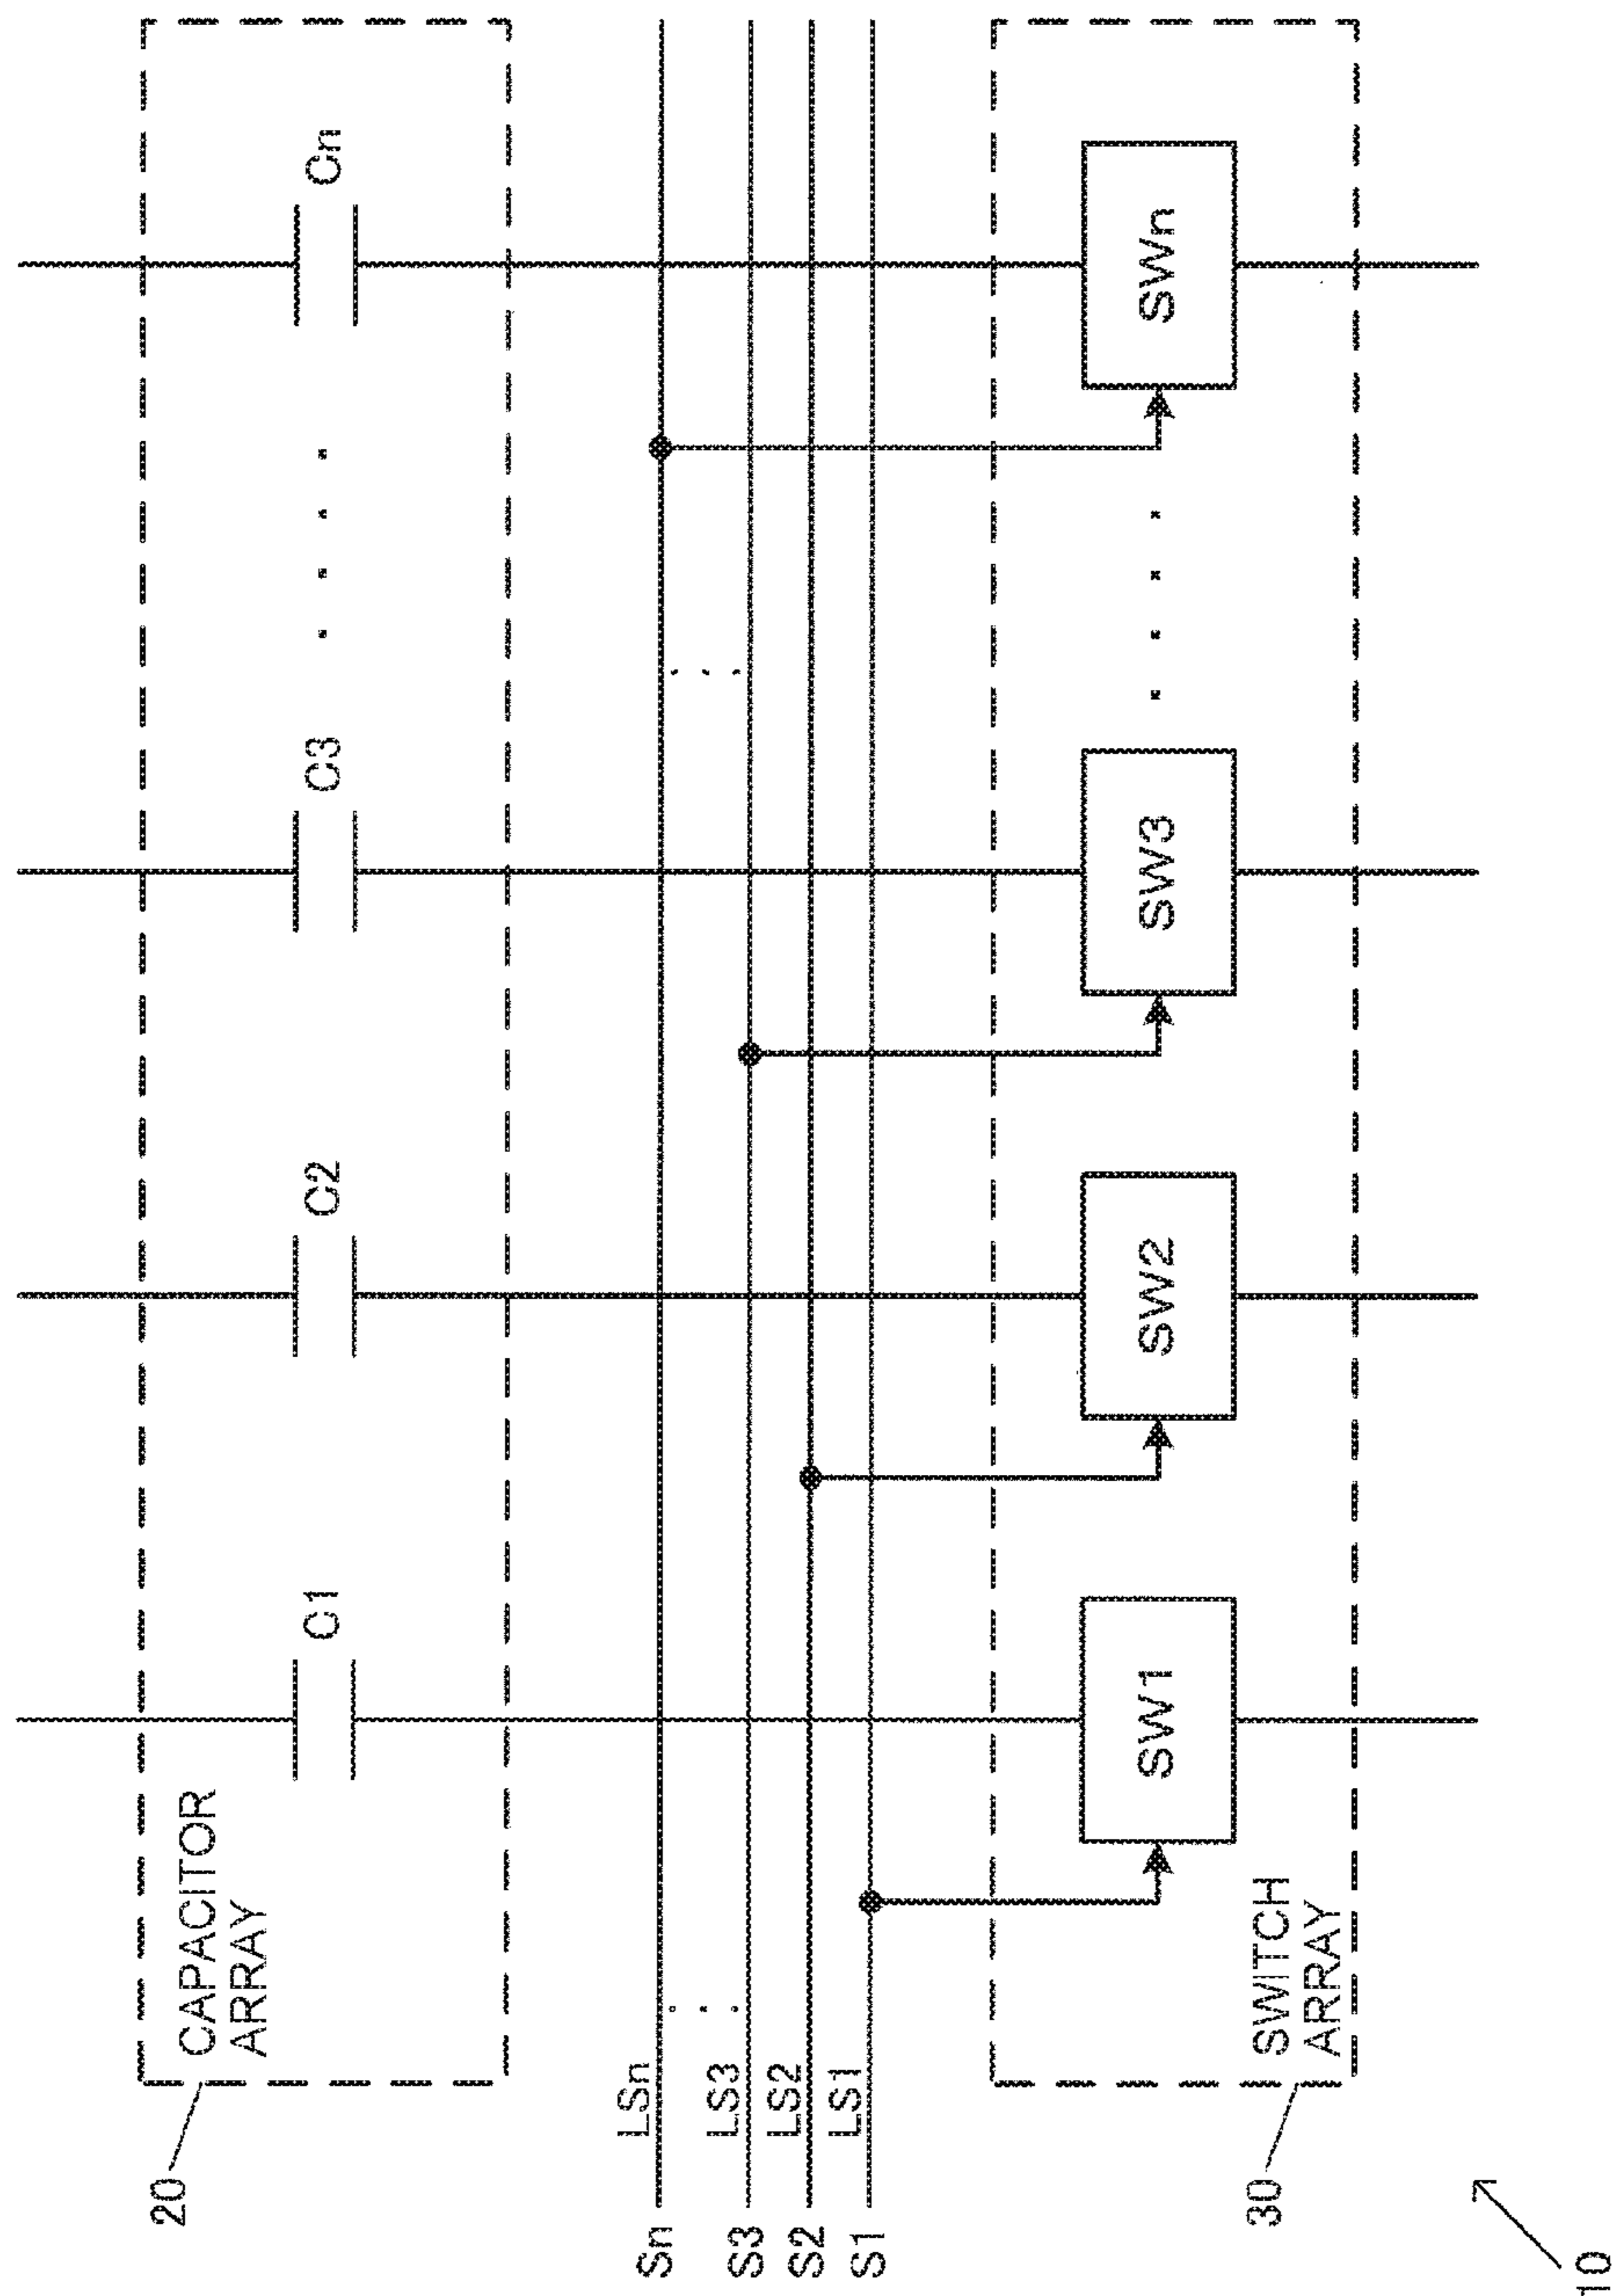 20
CAPACITOR
ARRAY
C1
C2
C3
Cn
Sn
LSn
S3
LS3
S2
LS2
S1
LS1
SW1
SW2
SW3
SWn
30
SWITCH
ARRAY
10